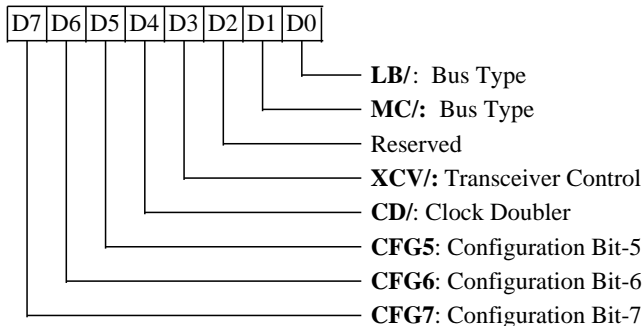 D7 D6 D5 D4 D3 D2 D1 D0
LB/: Bus Type
MC/: Bus Type
Reserved
XCV/: Transceiver Control
CD/: Clock Doubler
CFG5: Configuration Bit-5
CFG6: Configuration Bit-6
CFG7: Configuration Bit-7